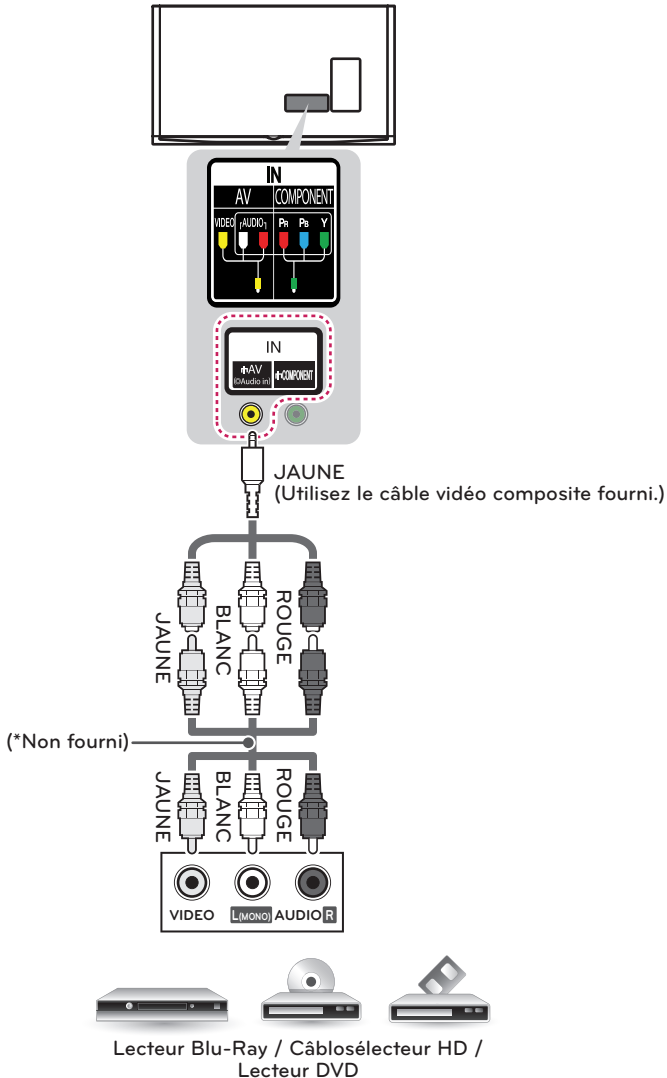 IN
AV COMPONENT
VIDEO AUDIO PR PB Y
IN
AV COMPONENT
(Audio in)
JAUNE
(Utilisez le câble vidéo composite fourni.)
JAUNE BLANC ROUGE
(*Non fourni)
JAUNE BLANC ROUGE
VIDEO L(MONO) AUDIO R
Lecteur Blu-Ray / Câblosélecteur HD /
Lecteur DVD